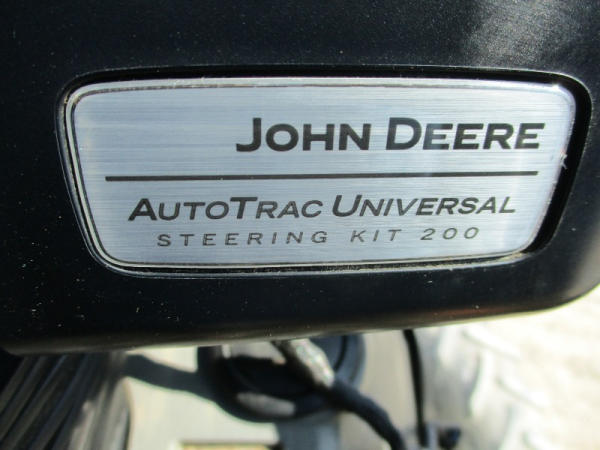 JOHN DEERE
AUTOTRAC UNIVERSAL
STEERING KIT 200